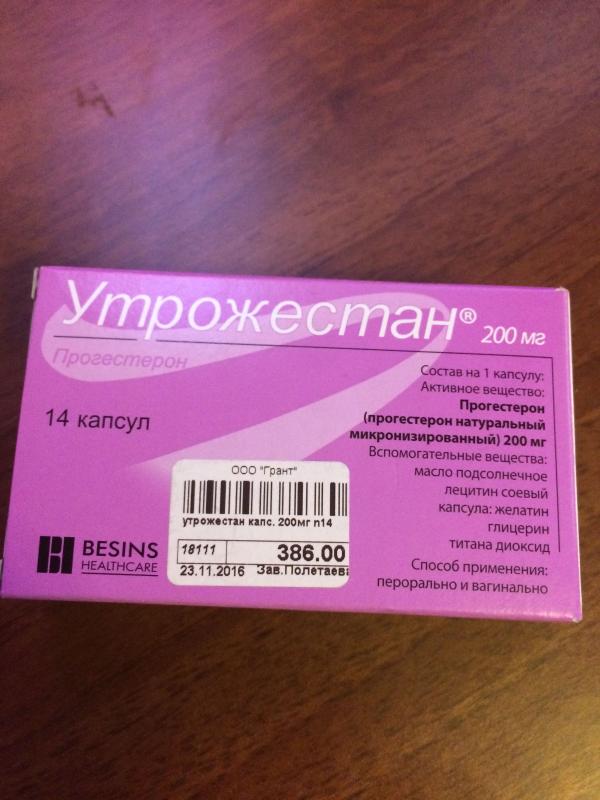 Утрожестан® 200 мг
Прогестерон
14 капсул
Состав на 1 капсулу:
Активное вещество:
Прогестерон
(прогестерон натуральный
микронизированный) 200 мг
Вспомогательные вещества:
масло подсолнечное
лецитин соевый
капсула: желатин
глицерин
титана диоксид
Способ применения:
перорально и вагинально
ООО "Грант"
утрожестан капс. 200мг n14
18111 386.00
23.11.2016 Зав.Полетаева
BESINS
HEALTHCARE